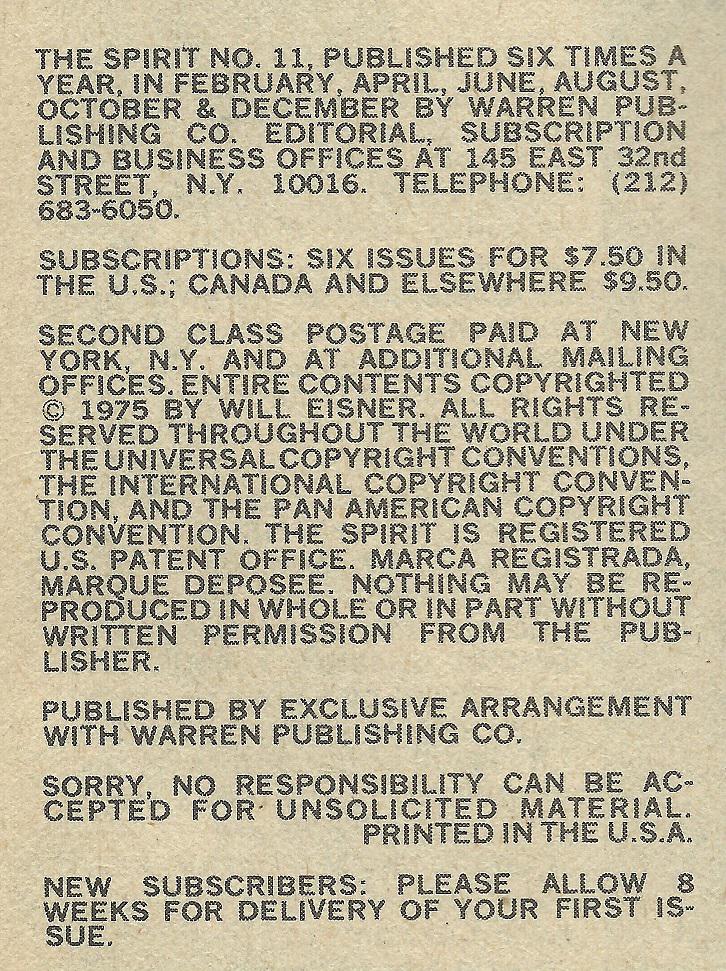 THE SPIRIT NO. 11, PUBLISHED SIX TIMES A
YEAR, IN FEBRUARY, APRIL, JUNE, AUGUST,
OCTOBER & DECEMBER BY WARREN PUB-
LISHING CO. EDITORIAL, SUBSCRIPTION
AND BUSINESS OFFICES AT 145 EAST 32nd
STREET, N.Y. 10016. TELEPHONE: (212)
683-6050.
SUBSCRIPTIONS: SIX ISSUES FOR $7.50 IN
THE U.S.; CANADA AND ELSEWHERE $9.50.
SECOND CLASS POSTAGE PAID AT NEW
YORK, N.Y. AND AT ADDITIONAL MAILING
OFFICES. ENTIRE CONTENTS COPYRIGHTED
© 1975 BY WILL EISNER. ALL RIGHTS RE-
SERVED THROUGHOUT THE WORLD UNDER
THE UNIVERSAL COPYRIGHT CONVENTIONS,
THE INTERNATIONAL COPYRIGHT CONVEN-
TION, AND THE PAN AMERICAN COPYRIGHT
CONVENTION. THE SPIRIT IS REGISTERED
U.S. PATENT OFFICE. MARCA REGISTRADA,
MARQUE DEPOSEE. NOTHING MAY BE RE-
PRODUCED IN WHOLE OR IN PART WITHOUT
WRITTEN PERMISSION FROM THE PUB-
LISHER.
PUBLISHED BY EXCLUSIVE ARRANGEMENT
WITH WARREN PUBLISHING CO.
SORRY, NO RESPONSIBILITY CAN BE AC-
CEPTED FOR UNSOLICITED MATERIAL.
PRINTED IN THE U.S.A.
NEW SUBSCRIBERS: PLEASE ALLOW 8
WEEKS FOR DELIVERY OF YOUR FIRST IS-
SUE.